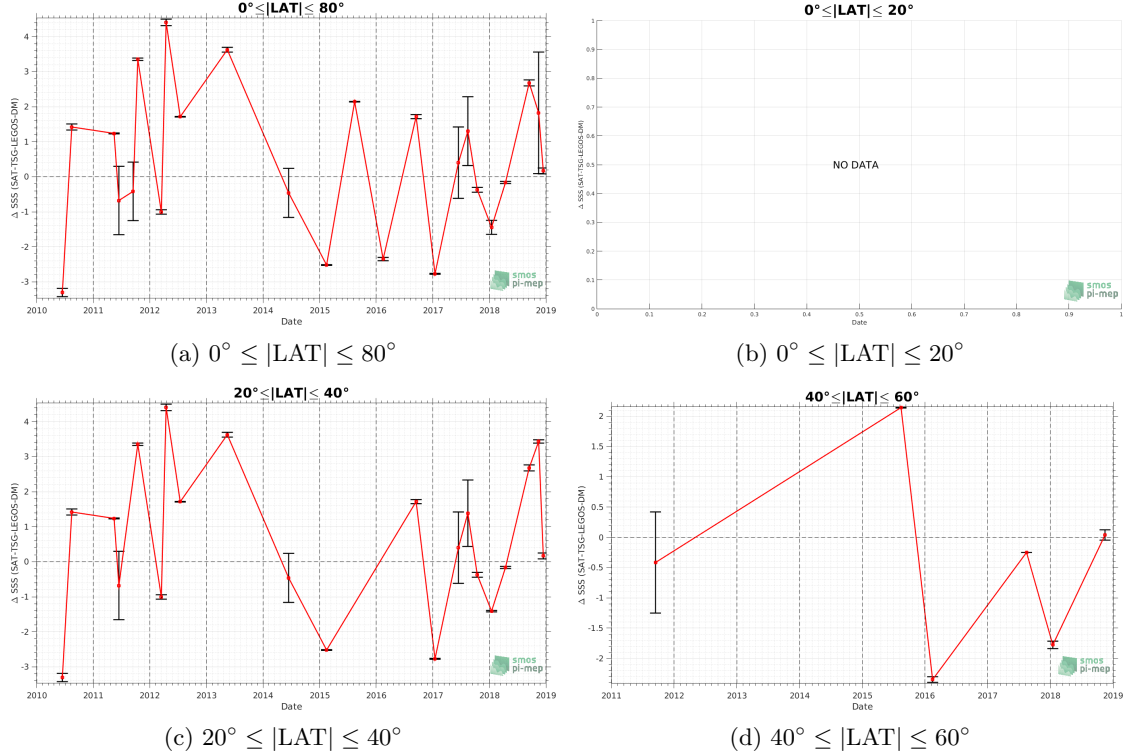 0°≤|LAT|≤ 80°
4
3
2
1
0
-1
-2
-3
Δ SSS (SAT-TSG-LEGOS-DM)
2010 2011 2012 2013 2014 2015 2016 2017 2018 2019
Date
smos
pi-mep
(a) 0° ≤ |LAT| ≤ 80°
0°≤|LAT|≤ 20°
1
0.9
0.8
0.7
0.6
0.5
0.4
0.3
0.2
0.1
0
Δ SSS (SAT-TSG-LEGOS-DM)
NO DATA
0 0.1 0.2 0.3 0.4 0.5 0.6 0.7 0.8 0.9 1
Date
smos
pi-mep
(b) 0° ≤ |LAT| ≤ 20°
20°≤|LAT|≤ 40°
4
3
2
1
0
-1
-2
-3
Δ SSS (SAT-TSG-LEGOS-DM)
2010 2011 2012 2013 2014 2015 2016 2017 2018 2019
Date
smos
pi-mep
(c) 20° ≤ |LAT| ≤ 40°
40°≤|LAT|≤ 60°
2
1.5
1
0.5
0
-0.5
-1
-1.5
-2
Δ SSS (SAT-TSG-LEGOS-DM)
2011 2012 2013 2014 2015 2016 2017 2018 2019
Date
smos
pi-mep
(d) 40° ≤ |LAT| ≤ 60°